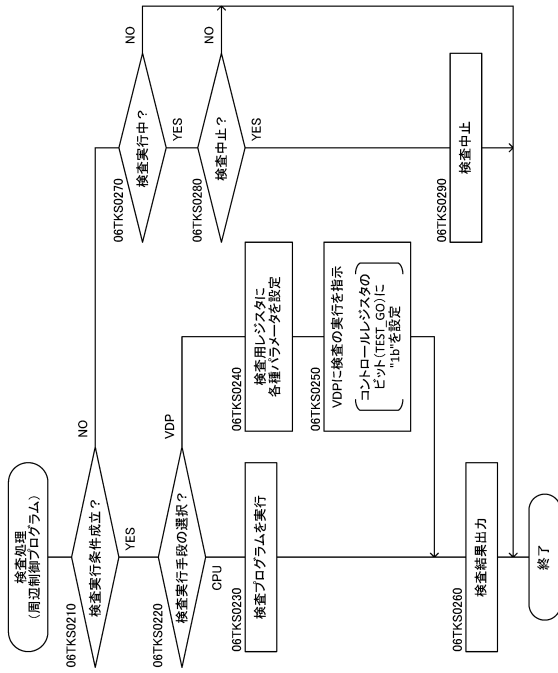 検査処理
(周辺制御プログラム)
06TKS0210
検査実行条件成立?
NO
YES
06TKS0220
検査実行手段の選択?
VDP
CPU
06TKS0230
検査プログラムを実行
06TKS0240
検査用レジスタに
各種パラメータを設定
06TKS0250
VDPに検査の実行を指示
コントロールレジスタの
ビット(TEST_GO)に
"1b"を設定
06TKS0260
検査結果出力
06TKS0270
検査実行中?
NO
YES
06TKS0280
検査中止?
NO
YES
06TKS0290
検査中止
終了